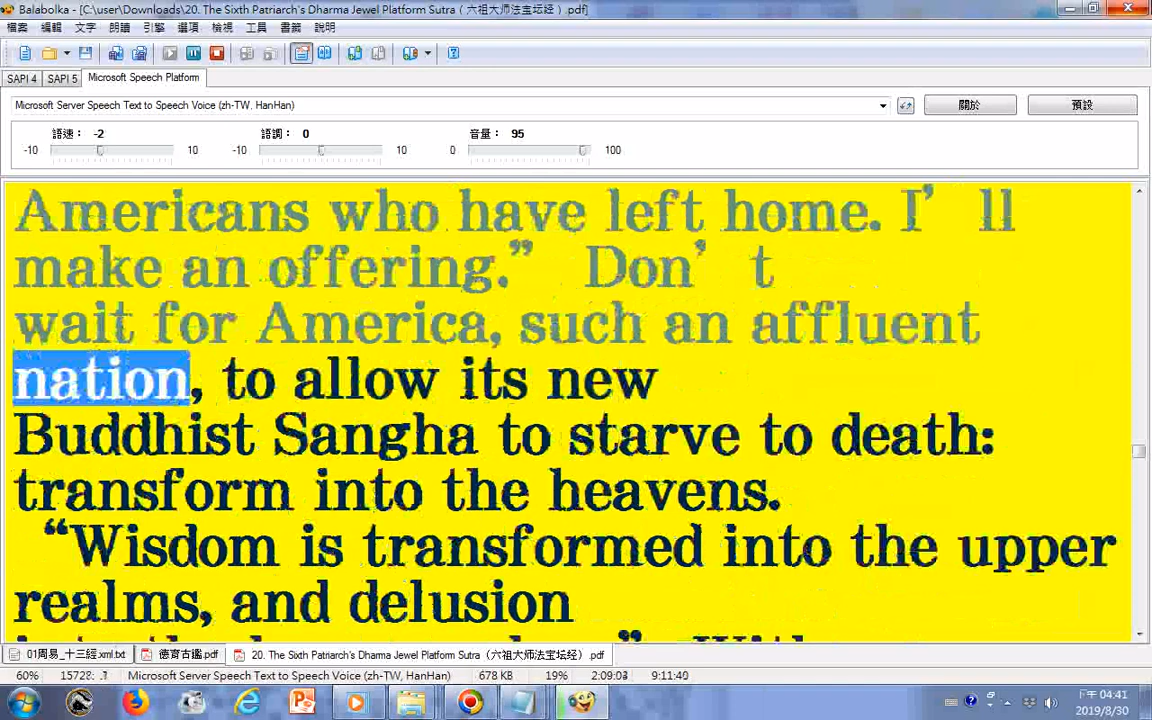 Balabolka - [C:\user\Downloads\20. The Sixth Patriarch's Dharma Jewel Platform Sutra（六祖大师法宝坛经）.pdf]
檔案 編輯 文字 朗讀 引擎 選項 檢視 工具 書籤 說明
SAPI 4 SAPI 5 Microsoft Speech Platform
Microsoft Server Speech Text to Speech Voice (zh-TW, HanHan) 關於 預設
語速： -2 語調： 0 音量： 95
-10 10 -10 10 0 100
Americans who have left home. I’ll
make an offering.” Don’t
wait for America, such an affluent
nation, to allow its new
Buddhist Sangha to starve to death:
transform into the heavens.
“Wisdom is transformed into the upper
realms, and delusion
01周易_十三經.xml.txt 德育古鑑.pdf 20. The Sixth Patriarch's Dharma Jewel Platform Sutra（六祖大师法宝坛经）.pdf
60% Microsoft Server Speech Text to Speech Voice (zh-TW, HanHan) 678 KB 19% 2:09:03 9:11:40
下午 04:41
2019/8/30